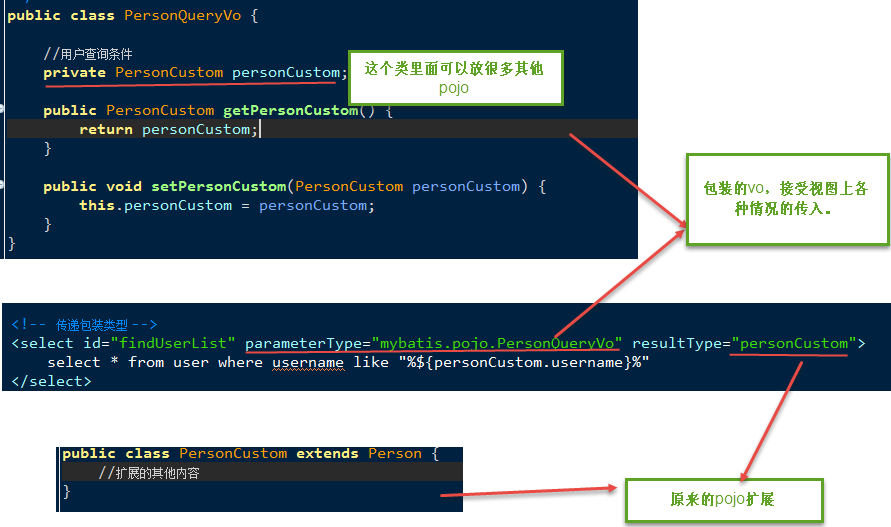 public class PersonQueryVo {
//用户查询条件
private PersonCustom personCustom;
这个类里面可以放很多其他
pojo
public PersonCustom getPersonCustom() {
return personCustom;
}
public void setPersonCustom(PersonCustom personCustom) {
this.personCustom = personCustom;
}
}
包装的vo，接受视图上各
种情况的传入。
<!-- 传递包装类型 -->
<select id="findUserList" parameterType="mybatis.pojo.PersonQueryVo" resultType="personCustom">
select * from user where username like "%${personCustom.username}%"
</select>
public class PersonCustom extends Person {
//扩展的其他内容
}
原来的pojo扩展